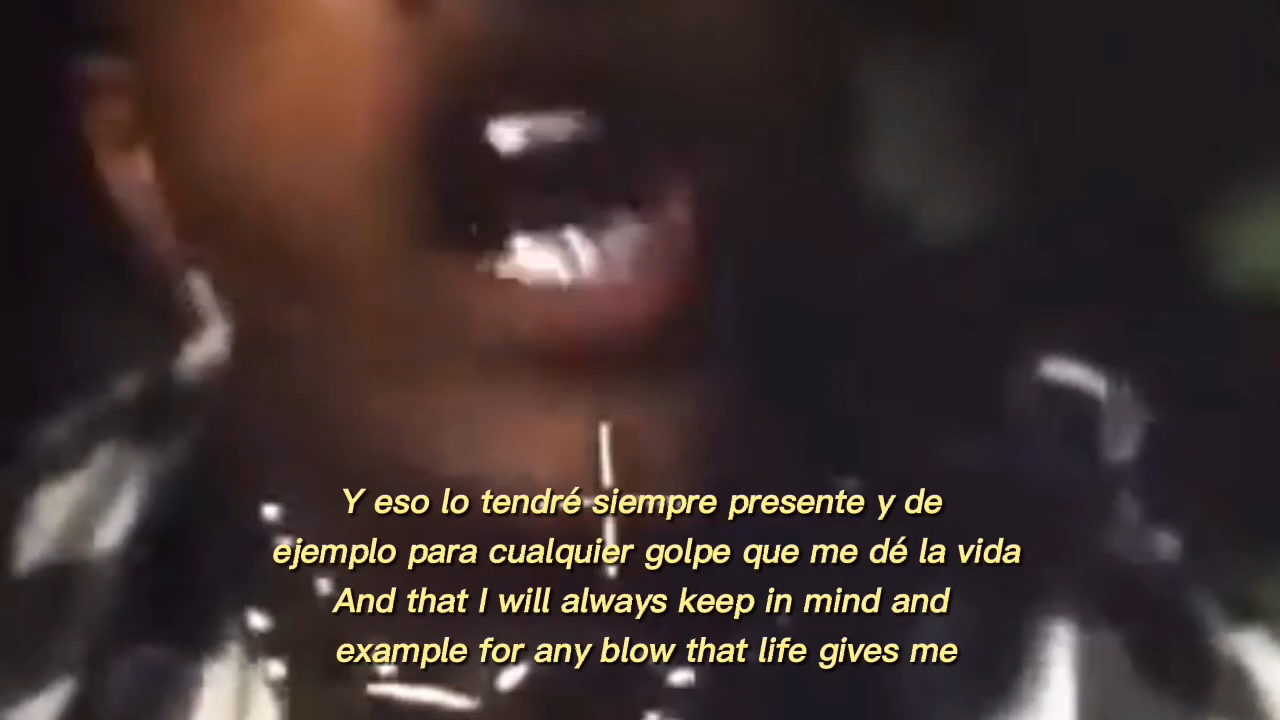 Y eso lo tendré siempre presente y de
ejemplo para cualquier golpe que me dé la vida
And that I will always keep in mind and
example for any blow that life gives me